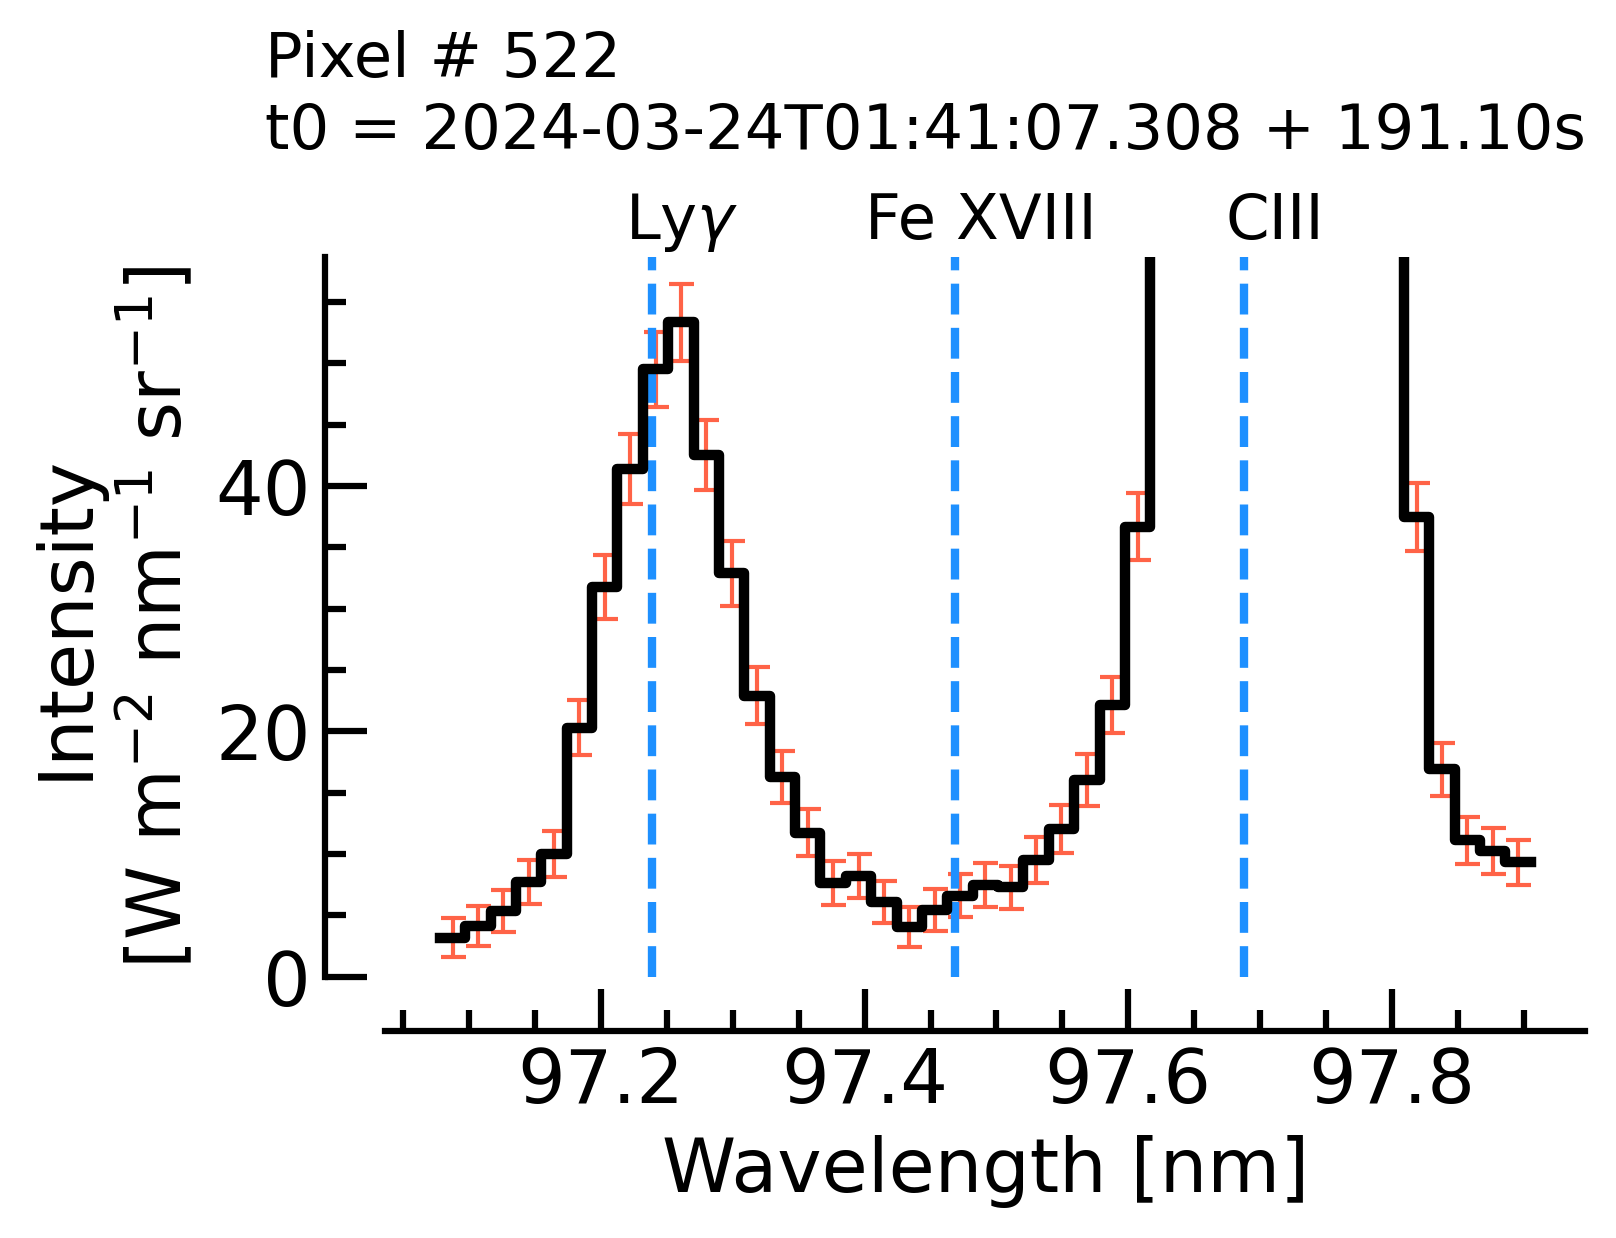 Pixel # 522
t0 = 2024-03-24T01:41:07.308 + 191.10s
Lyγ Fe XVIII CIII
Intensity
[W m⁻² nm⁻¹ sr⁻¹]
40
20
0
97.2 97.4 97.6 97.8
Wavelength [nm]